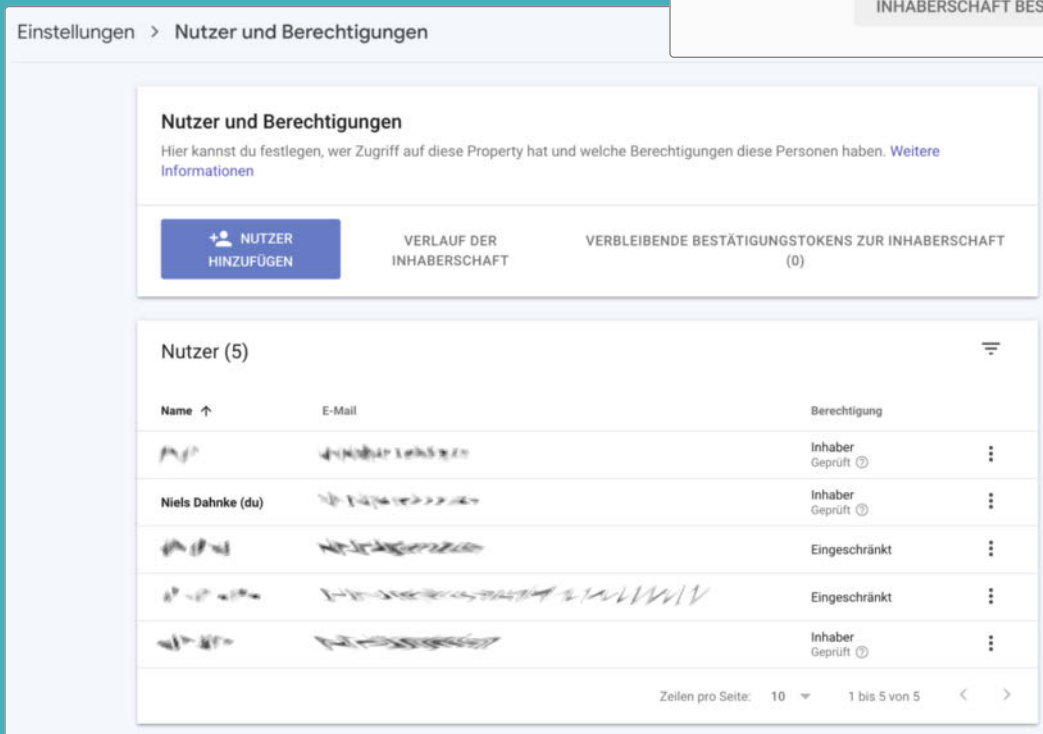 INHABERSCHAFT BES
Einstellungen > Nutzer und Berechtigungen
Nutzer und Berechtigungen
Hier kannst du festlegen, wer Zugriff auf diese Property hat und welche Berechtigungen diese Personen haben. Weitere
Informationen
NUTZER
HINZUFÜGEN
VERLAUF DER
INHABERSCHAFT
VERBLEIBENDE BESTÄTIGUNGSTOKENS ZUR INHABERSCHAFT
(0)
Nutzer (5)
Name ↑ E-Mail Berechtigung
Inhaber
Geprüft
Niels Dahnke (du) Inhaber
Geprüft
Eingeschränkt
Eingeschränkt
Inhaber
Geprüft
Zeilen pro Seite: 10 1 bis 5 von 5 < >